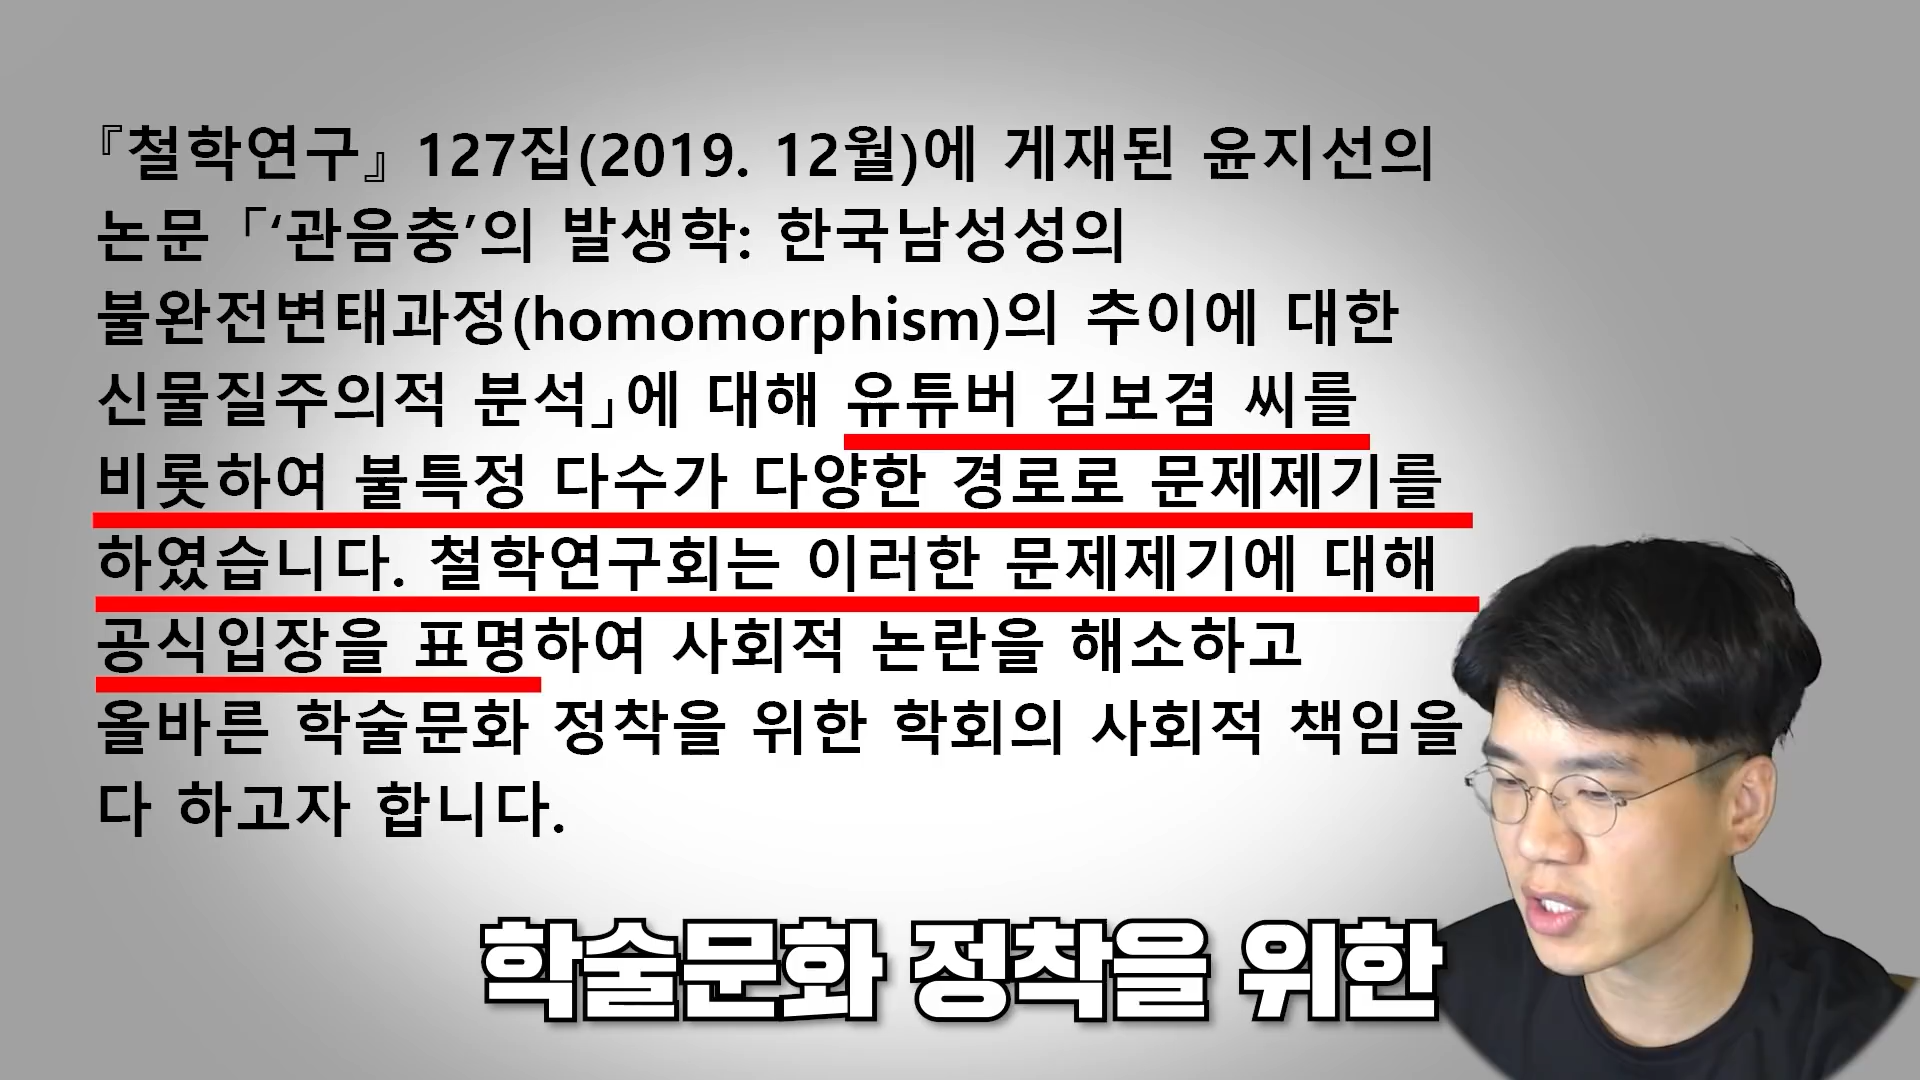 『철학연구』 127집(2019. 12월)에 게재된 윤지선의
논문 「‘관음충’의 발생학: 한국남성성의
불완전변태과정(homomorphism)의 추이에 대한
신물질주의적 분석」에 대해 유튜버 김보겸 씨를
비롯하여 불특정 다수가 다양한 경로로 문제제기를
하였습니다. 철학연구회는 이러한 문제제기에 대해
공식입장을 표명하여 사회적 논란을 해소하고
올바른 학술문화 정착을 위한 학회의 사회적 책임을
다 하고자 합니다.
학술문화 정착을 위한